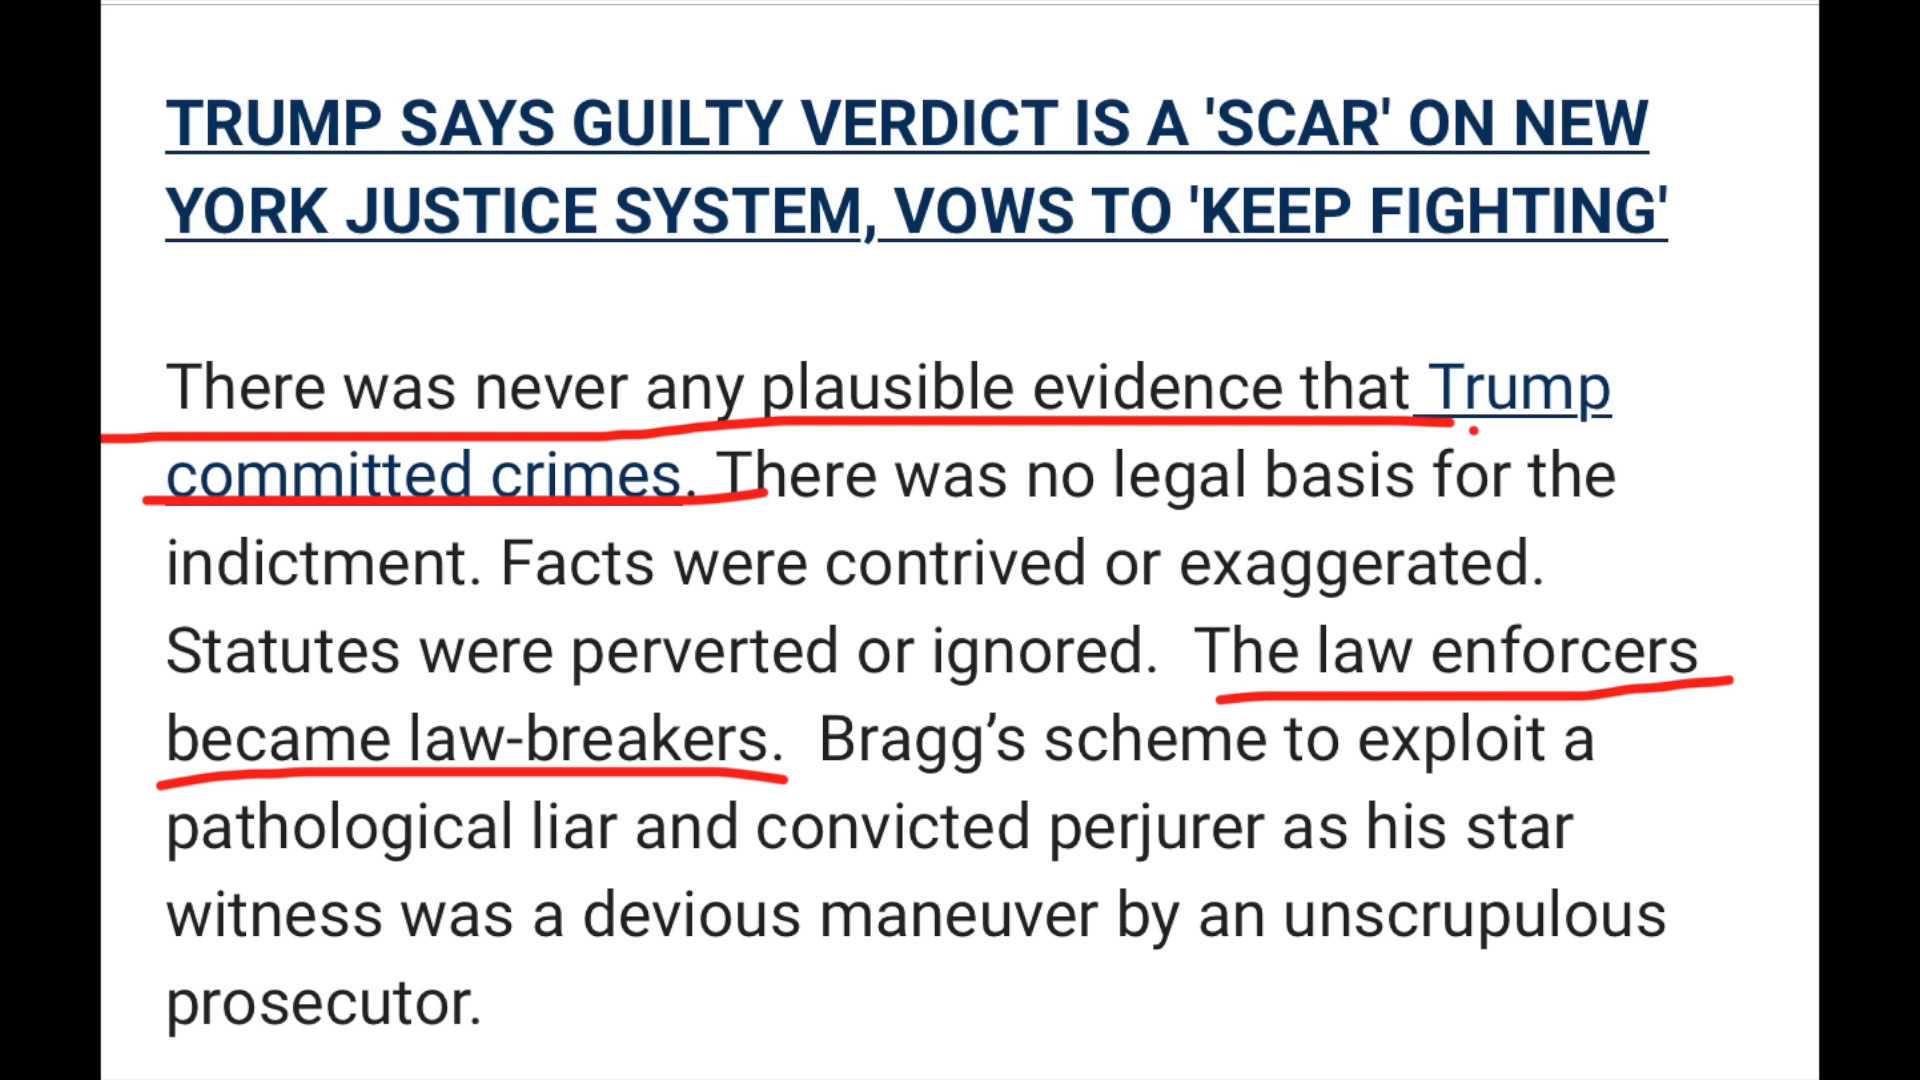 TRUMP SAYS GUILTY VERDICT IS A 'SCAR' ON NEW
YORK JUSTICE SYSTEM, VOWS TO 'KEEP FIGHTING'
There was never any plausible evidence that Trump
committed crimes. There was no legal basis for the
indictment. Facts were contrived or exaggerated.
Statutes were perverted or ignored.  The law enforcers
became law-breakers.  Bragg’s scheme to exploit a
pathological liar and convicted perjurer as his star
witness was a devious maneuver by an unscrupulous
prosecutor.